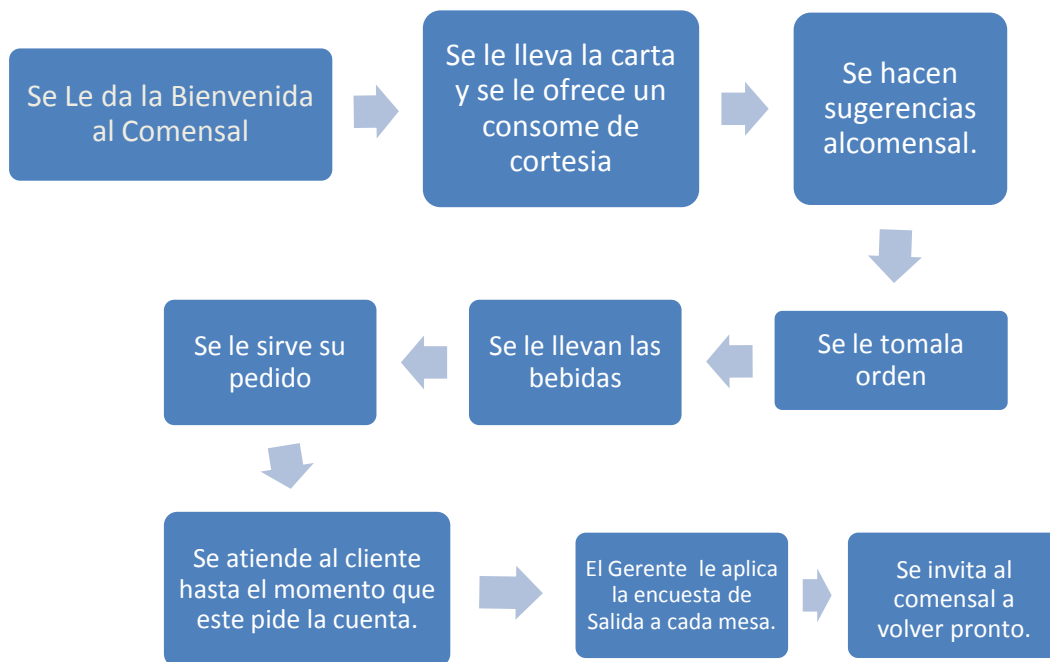 Se Le da la Bienvenida
al Comensal
Se le lleva la carta
y se le ofrece un
consome de
cortesia
Se hacen
sugerencias
alcomensal.
Se le tomala
orden
Se le llevan las
bebidas
Se le sirve su
pedido
Se atiende al cliente
hasta el momento que
este pide la cuenta.
El Gerente le aplica
la encuesta de
Salida a cada mesa.
Se invita al
comensal a
volver pronto.